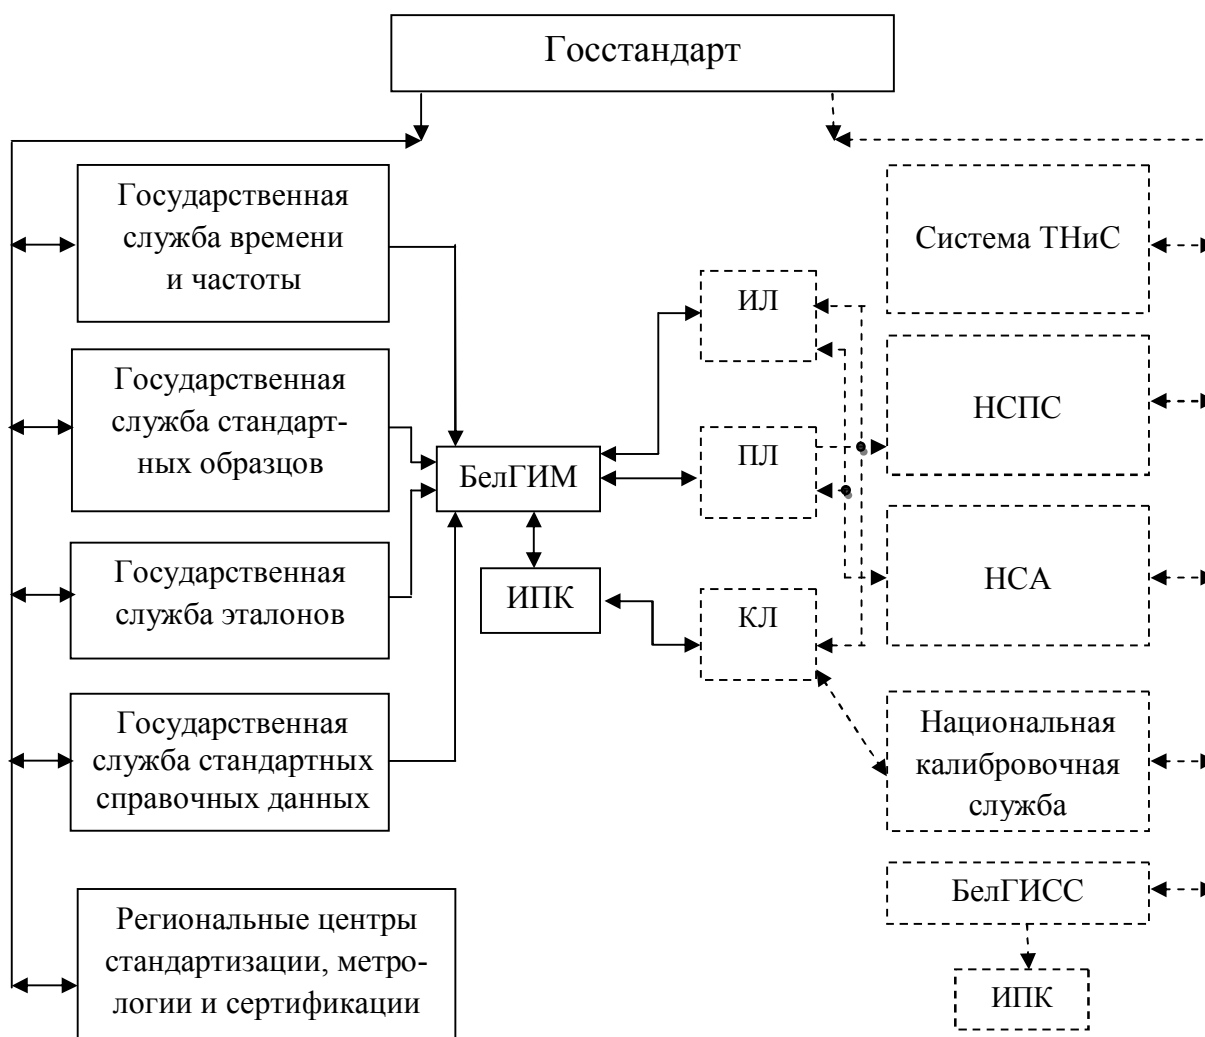 Госстандарт
Государственная
служба времени
и частоты
Государственная
служба стандарт-
ных образцов
Государственная
служба эталонов
Государственная
служба стандартных
справочных данных
Региональные центры
стандартизации, метро-
логии и сертификации
БелГИМ
ИПК
ИЛ
ПЛ
КЛ
Система ТНиС
НСПС
НСА
Национальная
калибровочная
служба
БелГИСС
ИПК